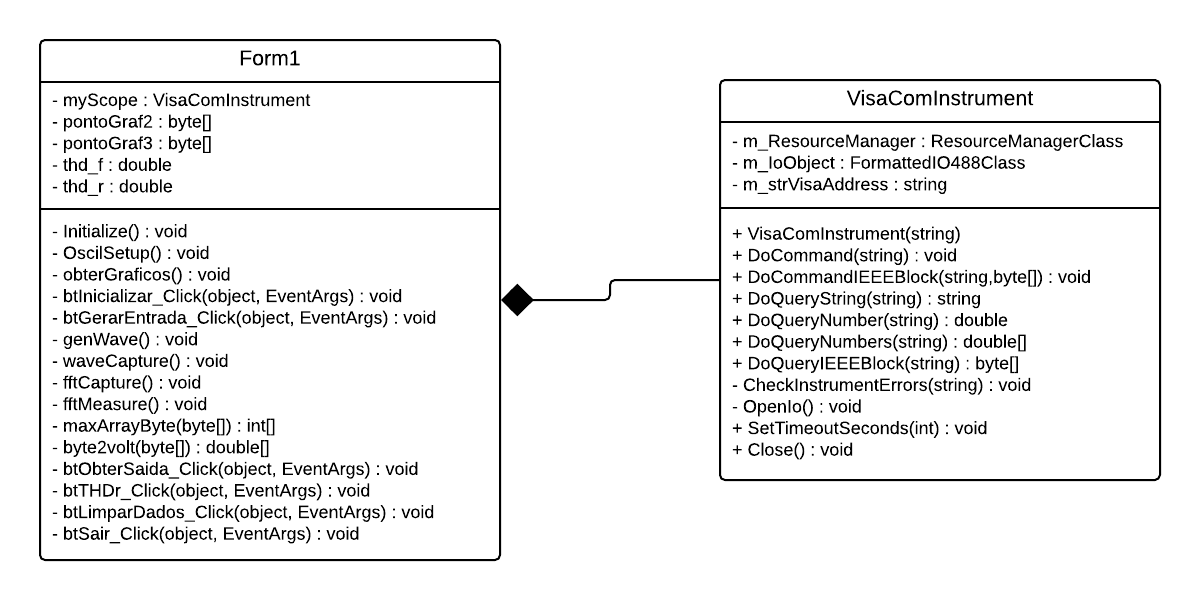 Form1
- myScope : VisaComInstrument
- pontoGraf2 : byte[]
- pontoGraf3 : byte[]
- thd_f : double
- thd_r : double
- Initialize() : void
- OscilSetup() : void
- obterGraficos() : void
- btInicializar_Click(object, EventArgs) : void
- btGerarEntrada_Click(object, EventArgs) : void
- genWave() : void
- waveCapture() : void
- fftCapture() : void
- fftMeasure() : void
- maxArrayByte(byte[]) : int[]
- byte2volt(byte[]) : double[]
- btObterSaida_Click(object, EventArgs) : void
- btTHDr_Click(object, EventArgs) : void
- btLimparDados_Click(object, EventArgs) : void
- btSair_Click(object, EventArgs) : void
VisaComInstrument
- m_ResourceManager : ResourceManagerClass
- m_IoObject : FormattedIO488Class
- m_strVisaAddress : string
+ VisaComInstrument(string)
+ DoCommand(string) : void
+ DoCommandIEEEBlock(string,byte[]) : void
+ DoQueryString(string) : string
+ DoQueryNumber(string) : double
+ DoQueryNumbers(string) : double[]
+ DoQueryIEEEBlock(string) : byte[]
- CheckInstrumentErrors(string) : void
- OpenIo() : void
+ SetTimeoutSeconds(int) : void
+ Close() : void